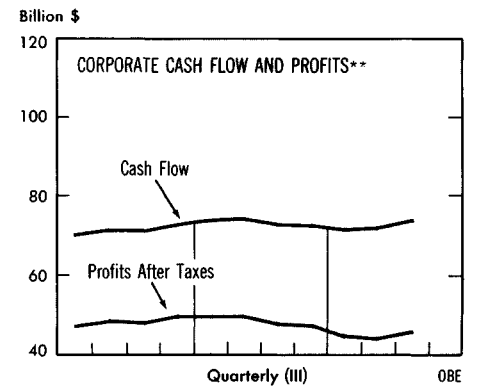 Billion $
120
CORPORATE CASH FLOW AND PROFITS**
100
Cash Flow
80
60
Profits After Taxes
40
Quarterly (III)
OBE